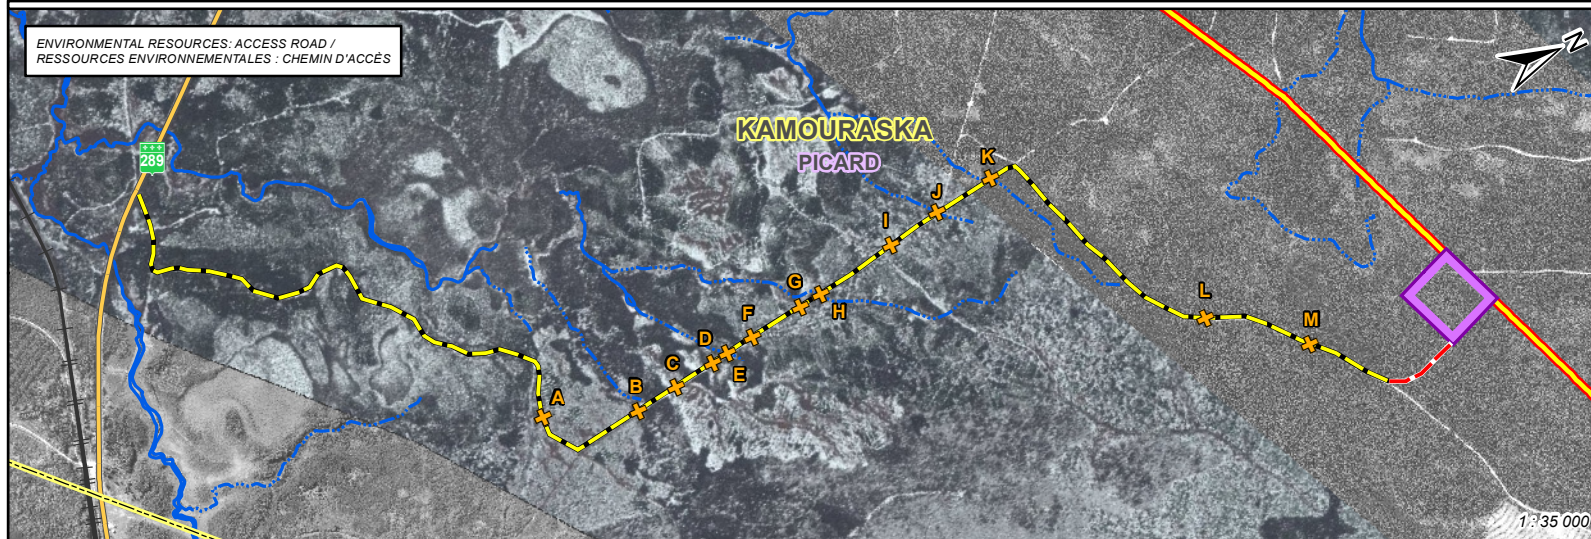 ENVIRONMENTAL RESOURCES: ACCESS ROAD /
RESSOURCES ENVIRONNEMENTALES : CHEMIN D'ACCÈS
N
289
KAMOURASKA
PICARD
K
J
I
G
H
F
D
E
C
B
A
L
M
1 : 35 000